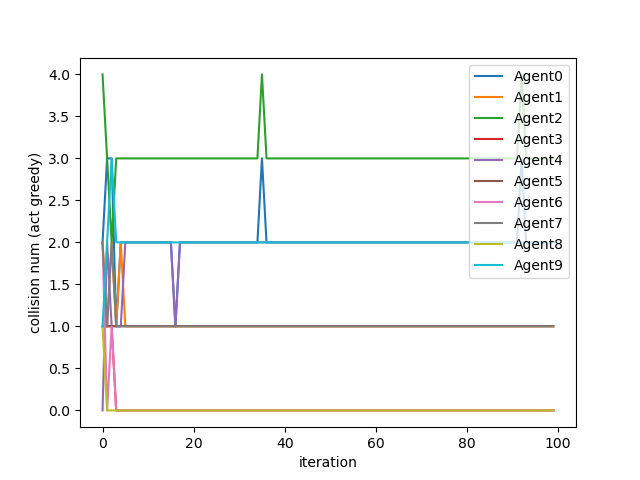 4.0
3.5
3.0
2.5
2.0
1.5
1.0
0.5
0.0
collision num (act greedy)
0
20
40
60
80
100
iteration
Agent0
Agent1
Agent2
Agent3
Agent4
Agent5
Agent6
Agent7
Agent8
Agent9